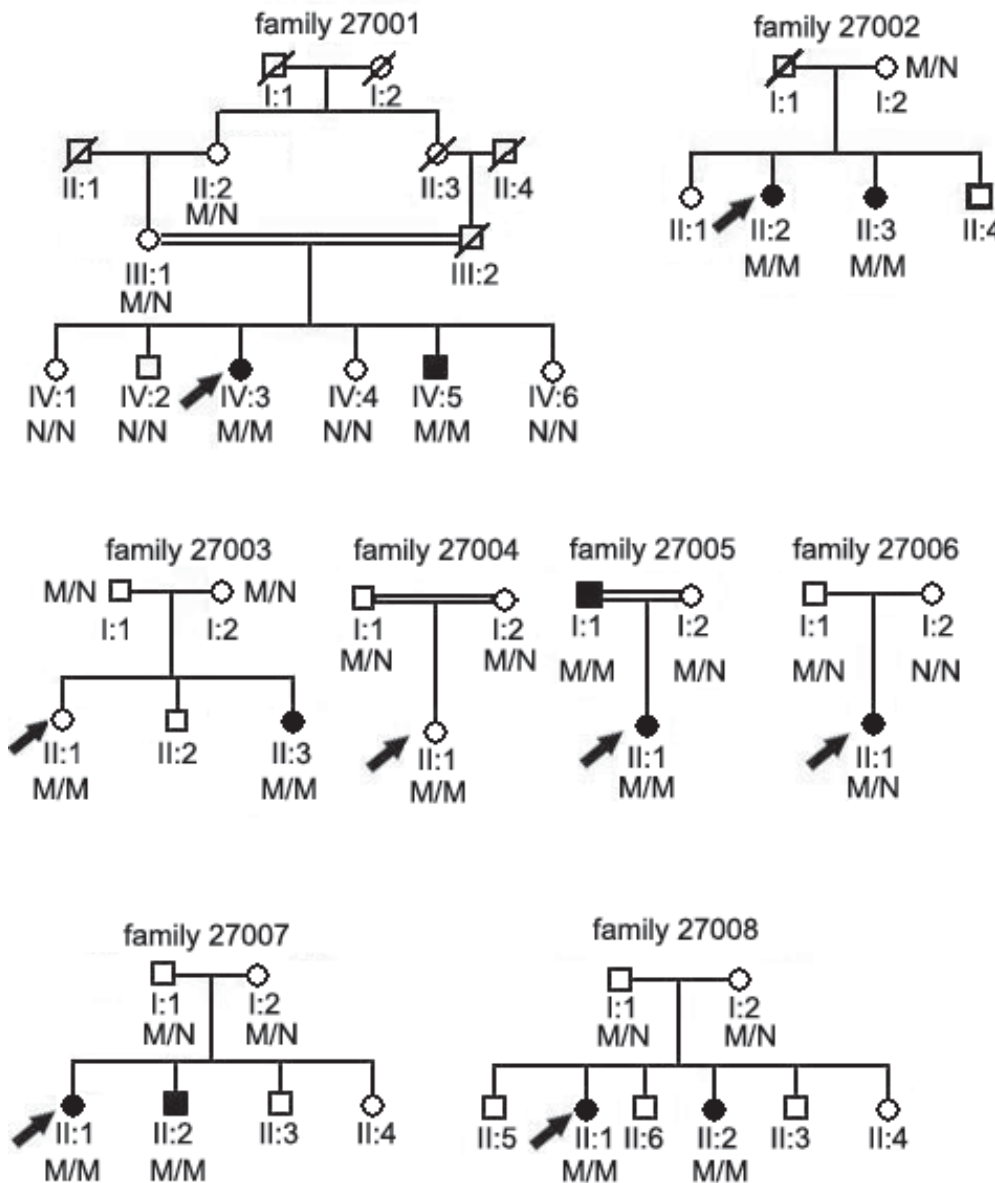 family 27001
family 27002
I:1 I:2
M/N
I:1 I:2
II:1 II:2 II:3 II:4
M/N
II:1 II:2 II:3 II:4
M/M M/M
III:1 III:2
M/N
IV:1 IV:2 IV:3 IV:4 IV:5 IV:6
N/N N/N M/M N/N M/M N/N
family 27003
family 27004
family 27005
family 27006
M/N M/N
I:1 I:2
I:1 I:2
M/N M/N
I:1 I:2
M/M M/N
I:1 I:2
M/N N/N
II:1 II:2 II:3
M/M M/M
II:1
M/M
II:1
M/M
II:1
M/N
family 27007
family 27008
I:1 I:2
M/N M/N
I:1 I:2
M/N M/N
II:1 II:2 II:3 II:4
M/M M/M
II:5 II:1 II:6 II:2 II:3 II:4
M/M M/M